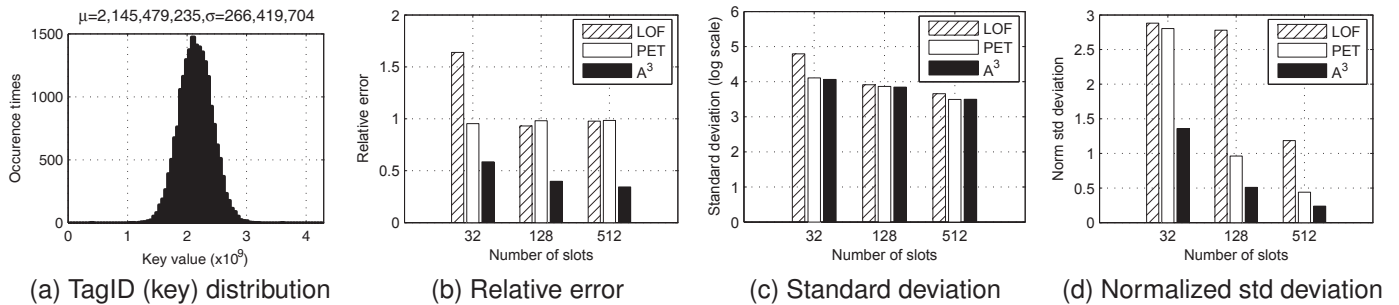 μ=2,145,479,235,σ=266,419,704
1500
1000
500
0
Occurence times
0 1 2 3 4
Key value (x10⁹)
(a) TagID (key) distribution
2
1.5
1
0.5
0
Relative error
LOF
PET
A³
32 128 512
Number of slots
(b) Relative error
6
5
4
3
2
1
0
Standard deviation (log scale)
LOF
PET
A³
32 128 512
Number of slots
(c) Standard deviation
3
2.5
2
1.5
1
0.5
0
Norm std deviation
LOF
PET
A³
32 128 512
Number of slots
(d) Normalized std deviation